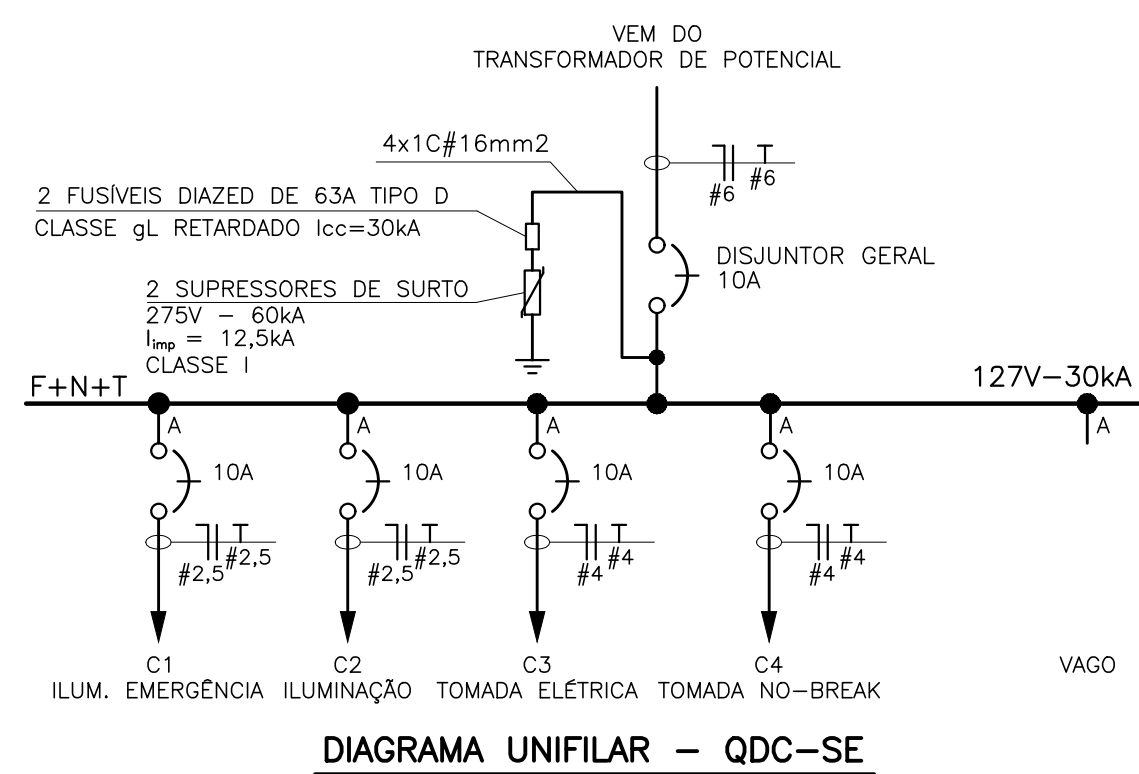 VEM DO
TRANSFORMADOR DE POTENCIAL
4x1C#16mm2
#6
#6
2 FUSÍVEIS DIAZED DE 63A TIPO D
CLASSE gL RETARDADO Icc=30kA
DISJUNTOR GERAL
10A
2 SUPRESSORES DE SURTO
275V - 60kA
Iimp = 12,5kA
CLASSE I
F+N+T
127V-30kA
A
A
A
A
A
10A
10A
10A
10A
#2,5
#2,5
#2,5
#2,5
#4
#4
#4
#4
C1
C2
C3
C4
VAGO
ILUM. EMERGÊNCIA
ILUMINAÇÃO
TOMADA ELÉTRICA
TOMADA NO-BREAK
DIAGRAMA UNIFILAR - QDC-SE